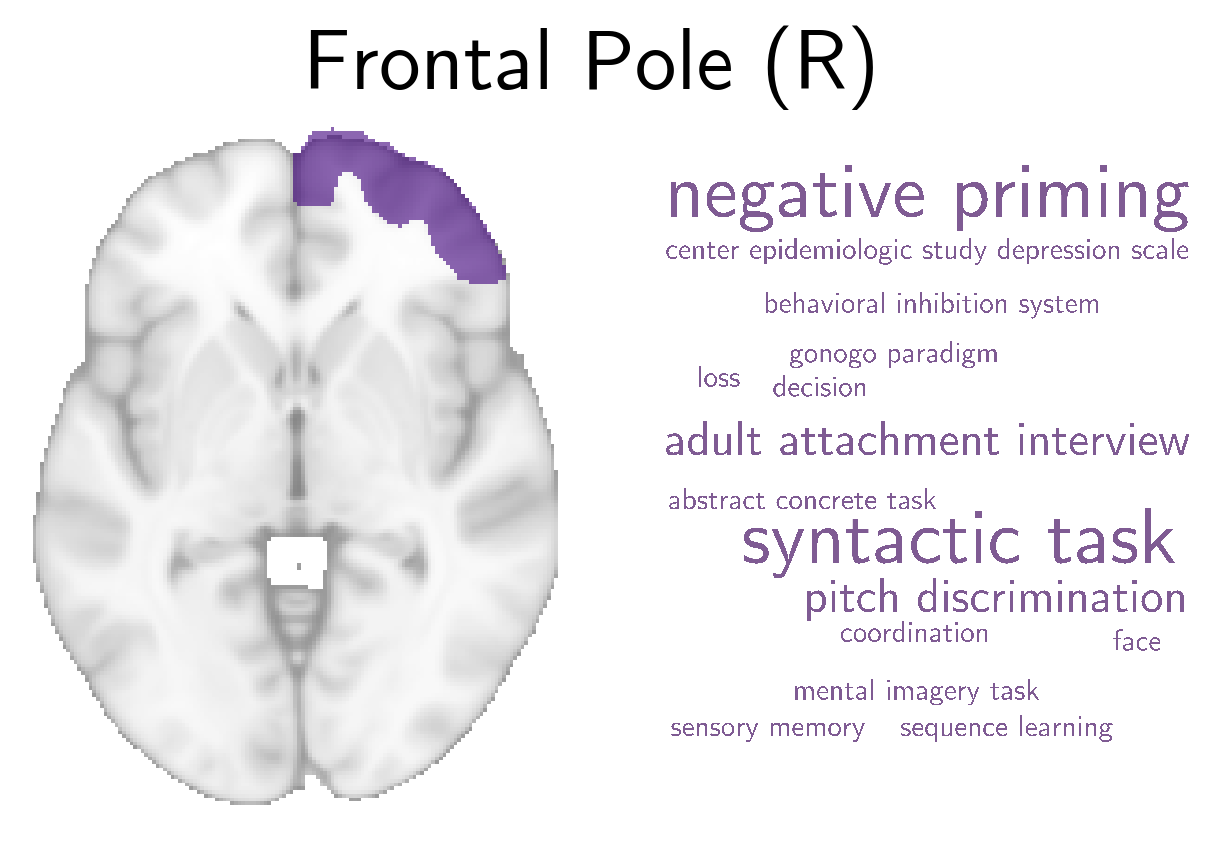 Frontal Pole (R)
negative priming
center epidemiologic study depression scale
behavioral inhibition system
gonogo paradigm
loss
decision
adult attachment interview
abstract concrete task
syntactic task
pitch discrimination
coordination
face
mental imagery task
sensory memory
sequence learning